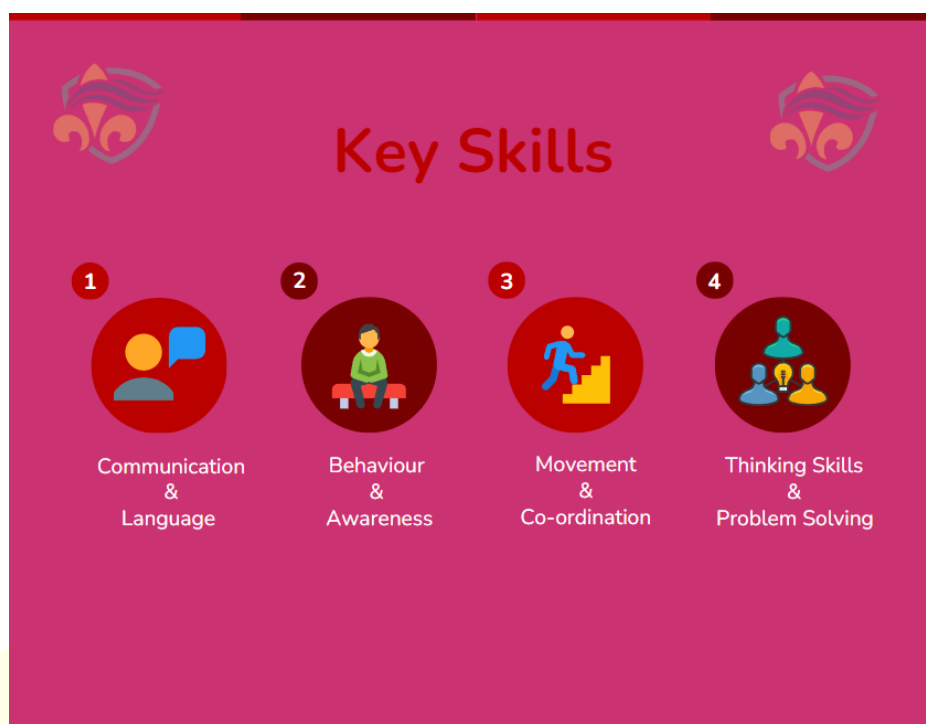 Key Skills
1
Communication
&
Language
2
Behaviour
&
Awareness
3
Movement
&
Co-ordination
4
Thinking Skills
&
Problem Solving